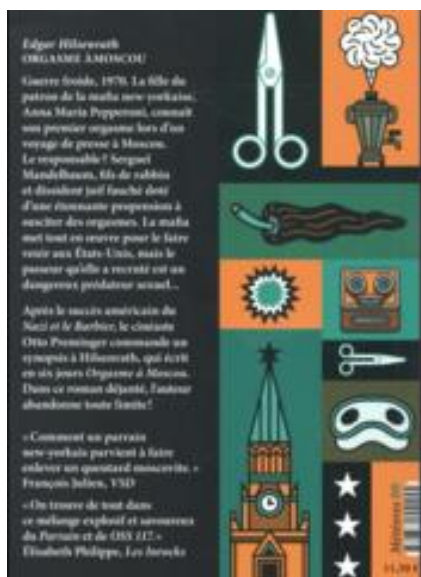 Edgar Hilsenrath
ORGASME À MOSCOU
Guerre froide, 1970. La fille du
patron de la mafia new-yorkaise,
Anna Maria Pepperoni, connaît
son premier orgasme lors d'un
voyage de presse à Moscou.
Le responsable ? Sergueï
Mandelbaum, fils de rabbin
et dissident juif fauché doté
d'une étonnante propension à
susciter des orgasmes. La mafia
met tout en œuvre pour le faire
venir aux États-Unis, mais le
passeur qu'elle a recruté est un
dangereux prédateur sexuel...
Après le succès américain du
Nazi et le Barbier, le cinéaste
Otto Preminger commande un
synopsis à Hilsenrath, qui écrit
en six jours Orgasme à Moscou.
Dans ce roman déjanté, l'auteur
abandonne toute limite !
« Comment un parrain
new-yorkais parvient à faire
enlever un queutard moscovite. »
François Julien, VSD
« On trouve de tout dans
ce mélange explosif et savoureux
du Parrain et de OSS 117. »
Élisabeth Philippe, Les Inrocks